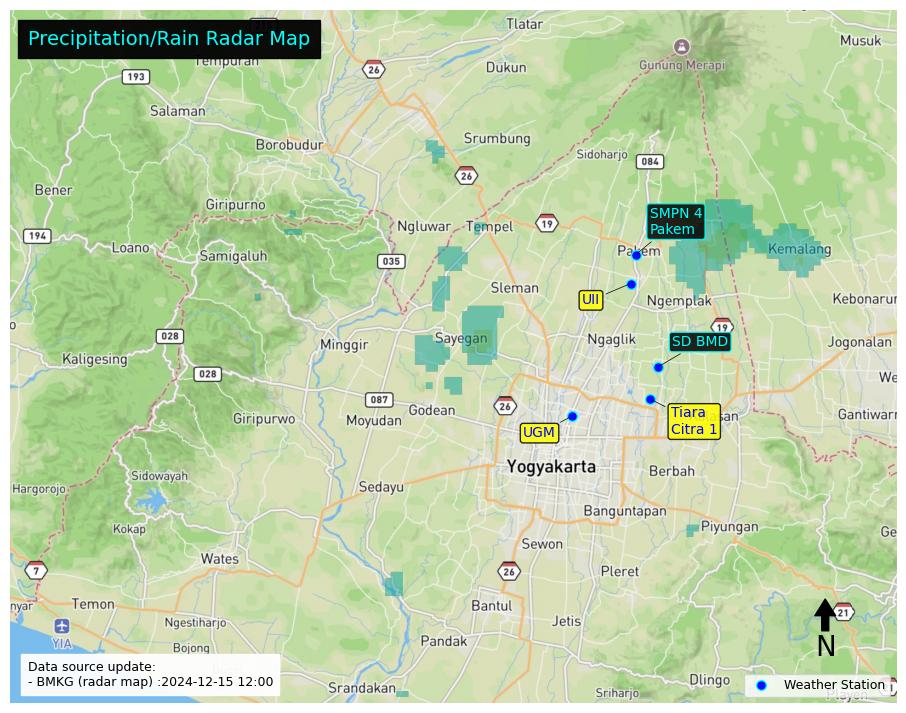 Precipitation/Rain Radar Map
Tlatar
Musuk
Gunung Merapi
Tempuran
26
Dukun
193
Salaman
Srumbung
Borobudur
Sidoharjo
084
26
Bener
Giripurno
SMPN 4
Pakem
194
Ngluwar
Tempel
19
Loano
Samigaluh
035
Pakem
Kemalang
Sleman
UII
Ngemplak
Kebonarum
028
Minggir
Sayegan
Ngaglik
19
SD BMD
Jogonalan
Kaligesing
028
087
Godean
26
Giripurwo
Moyudan
UGM
Tiara
Citra 1
san
Gantiwarn
Yogyakarta
Berbah
Sidowayah
Hargorojo
Sedayu
Kokap
Banguntapan
Piyungan
Wates
Sewon
7
26
Pleret
nyar
Temon
Bantul
21
Ngestiharjo
Jetis
YIA
Bojong
Pandak
N
Data source update:
- BMKG (radar map) :2024-12-15 12:00
Srandakan
Sriharjo
Dlingo
Weather Station
Playen